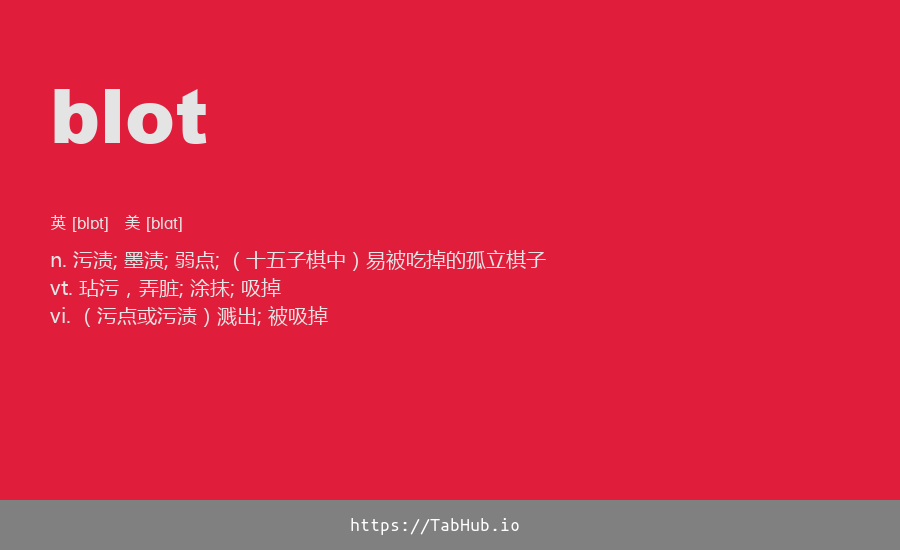 blot
英 [blɒt] 美 [blɑt]
n. 污渍; 墨渍; 弱点; （十五子棋中）易被吃掉的孤立棋子
vt. 玷污，弄脏; 涂抹; 吸掉
vi. （污点或污渍）溅出; 被吸掉
https://TabHub.io